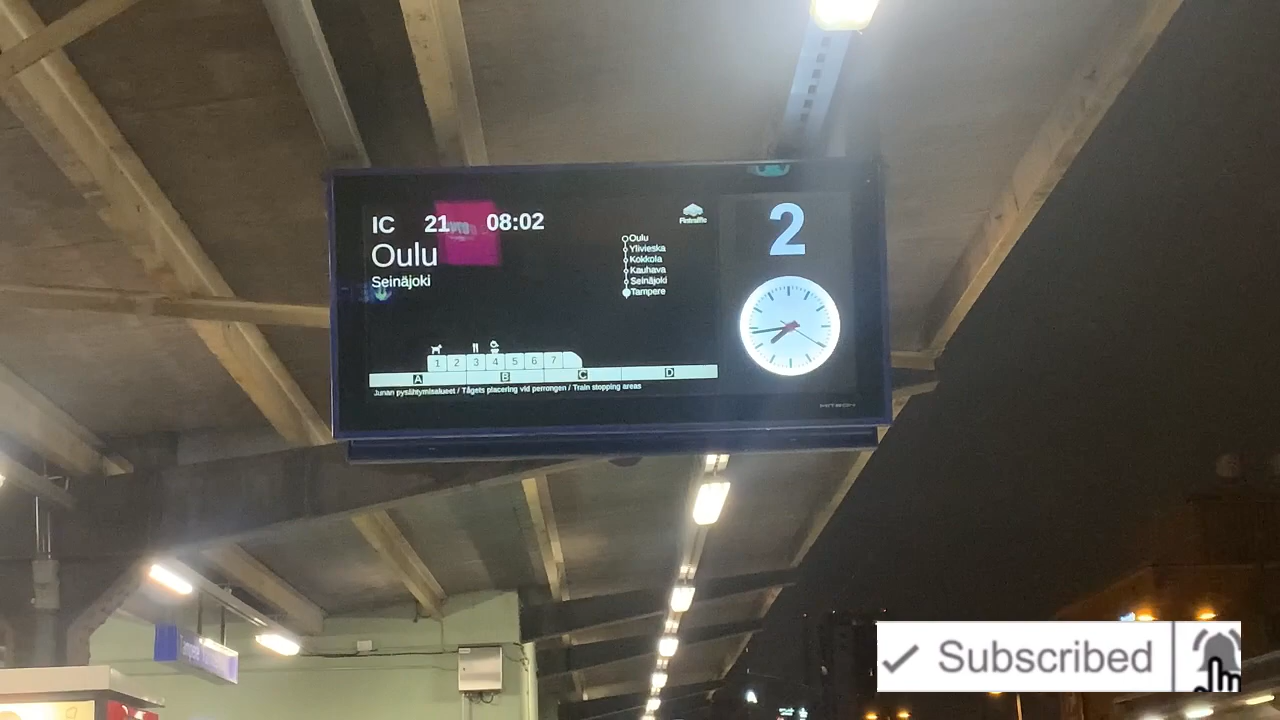 IC 21 08:02
Oulu
Seinäjoki
Fintraffic
Oulu
Ylivieska
Kokkola
Kauhava
Seinäjoki
Tampere
2
1 2 3 4 5 6 7
A B C D
Junan pysähtymisalueet / Tågets placering vid perrongen / Train stopping areas
Subscribed